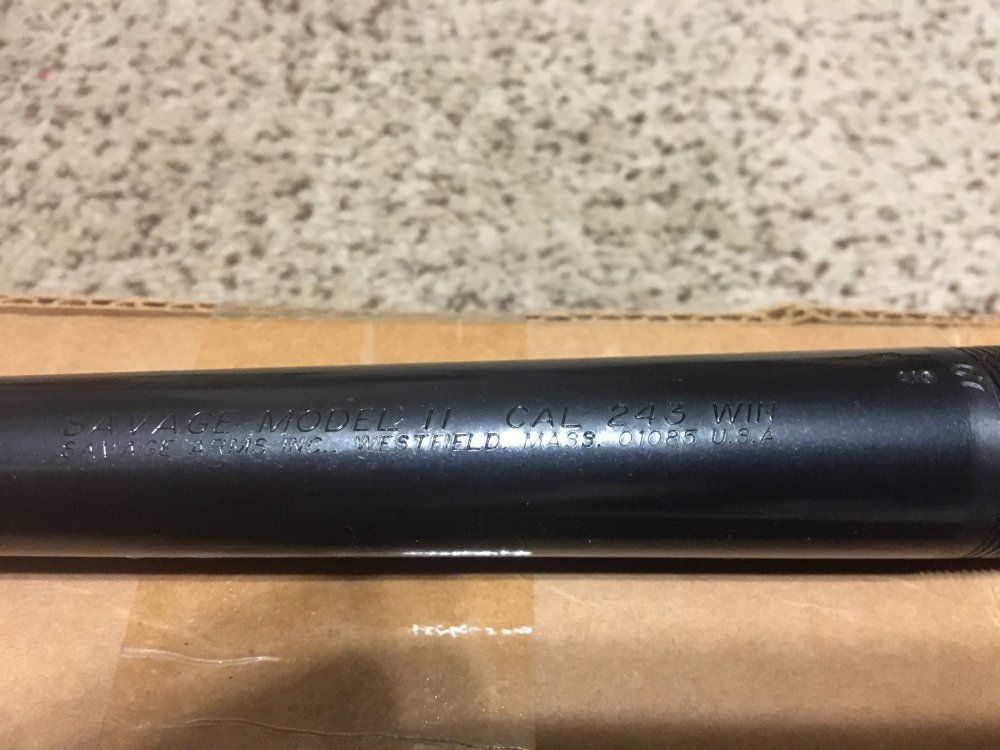 SAVAGE MODEL 11 CAL 243 WIN
SAVAGE ARMS INC., WESTFIELD, MASS. 01085 U.S.A.